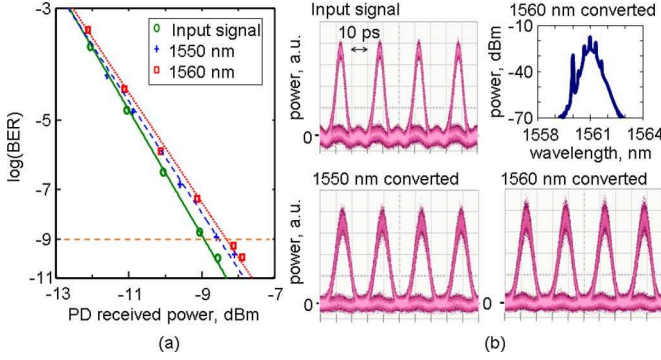 (a)
-3
-5
-7
-9
-11
log(BER)
Input signal
1550 nm
1560 nm
-13
-11
-9
-7
PD received power, dBm
(a)
Input signal
10 ps
power, a.u.
0
1560 nm converted
power, dBm
-10
-40
-70
1558
1561
1564
wavelength, nm
1550 nm converted
power, a.u.
0
1560 nm converted
0
(b)